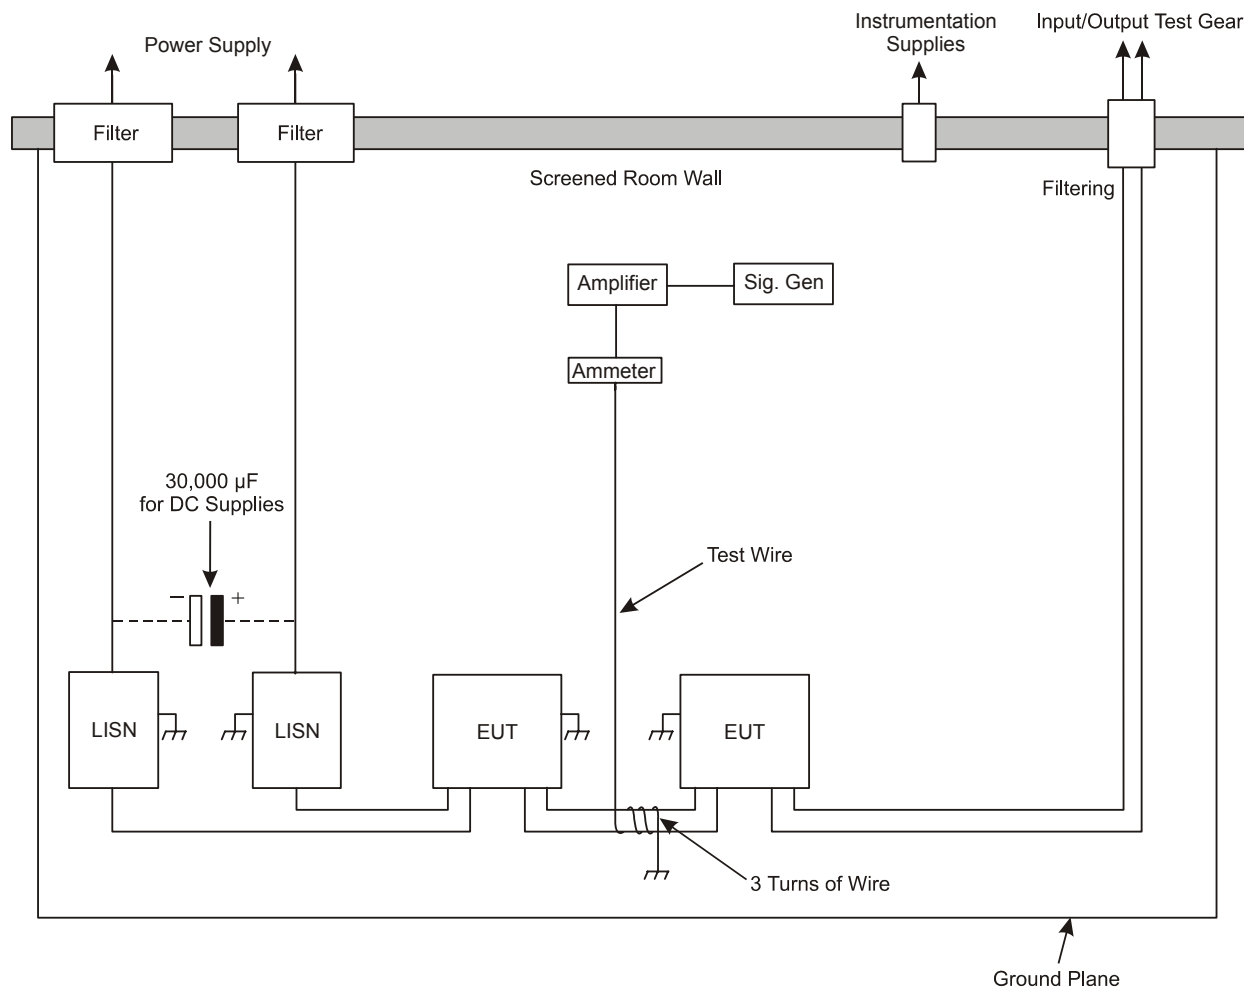 Power Supply
Instrumentation
Supplies
Input/Output Test Gear
Filter
Filter
Screened Room Wall
Filtering
Amplifier
Sig. Gen
Ammeter
30,000 µF
for DC Supplies
Test Wire
− +
LISN
LISN
EUT
EUT
3 Turns of Wire
Ground Plane